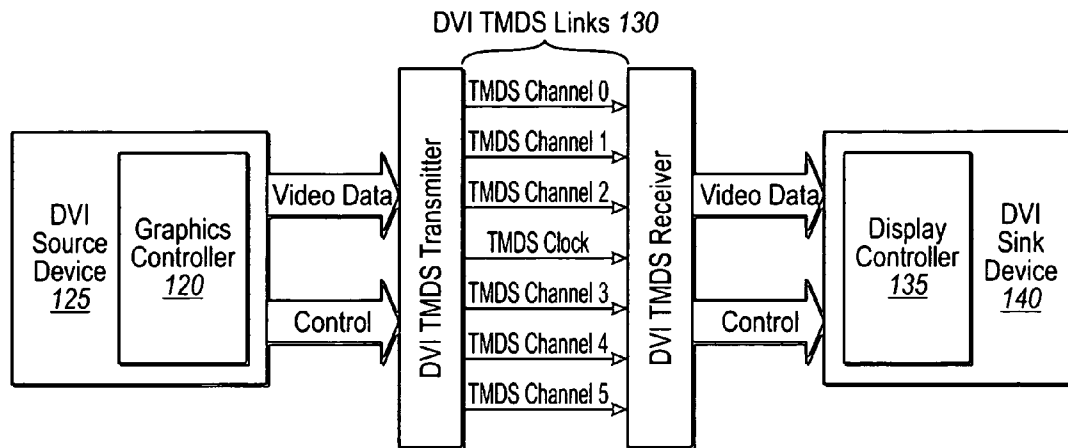 DVI TMDS Links 130
DVI
Source
Device
125
Graphics
Controller
120
Video Data
Control
DVI TMDS Transmitter
TMDS Channel 0
TMDS Channel 1
TMDS Channel 2
TMDS Clock
TMDS Channel 3
TMDS Channel 4
TMDS Channel 5
DVI TMDS Receiver
Video Data
Control
Display
Controller
135
DVI
Sink
Device
140